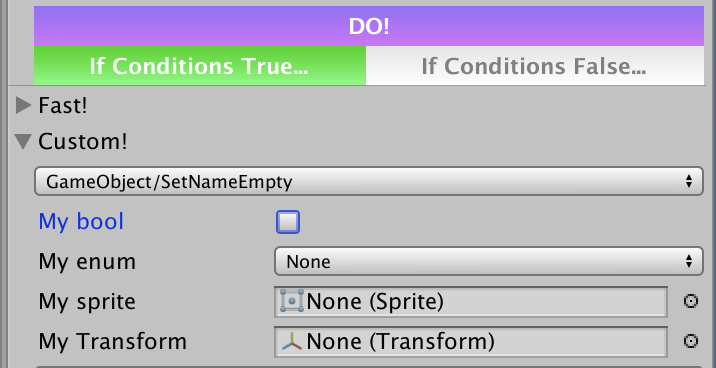 DO!
If Conditions True... If Conditions False...
Fast!
Custom!
GameObject/SetNameEmpty
My bool
My enum None
My sprite None (Sprite)
My Transform None (Transform)